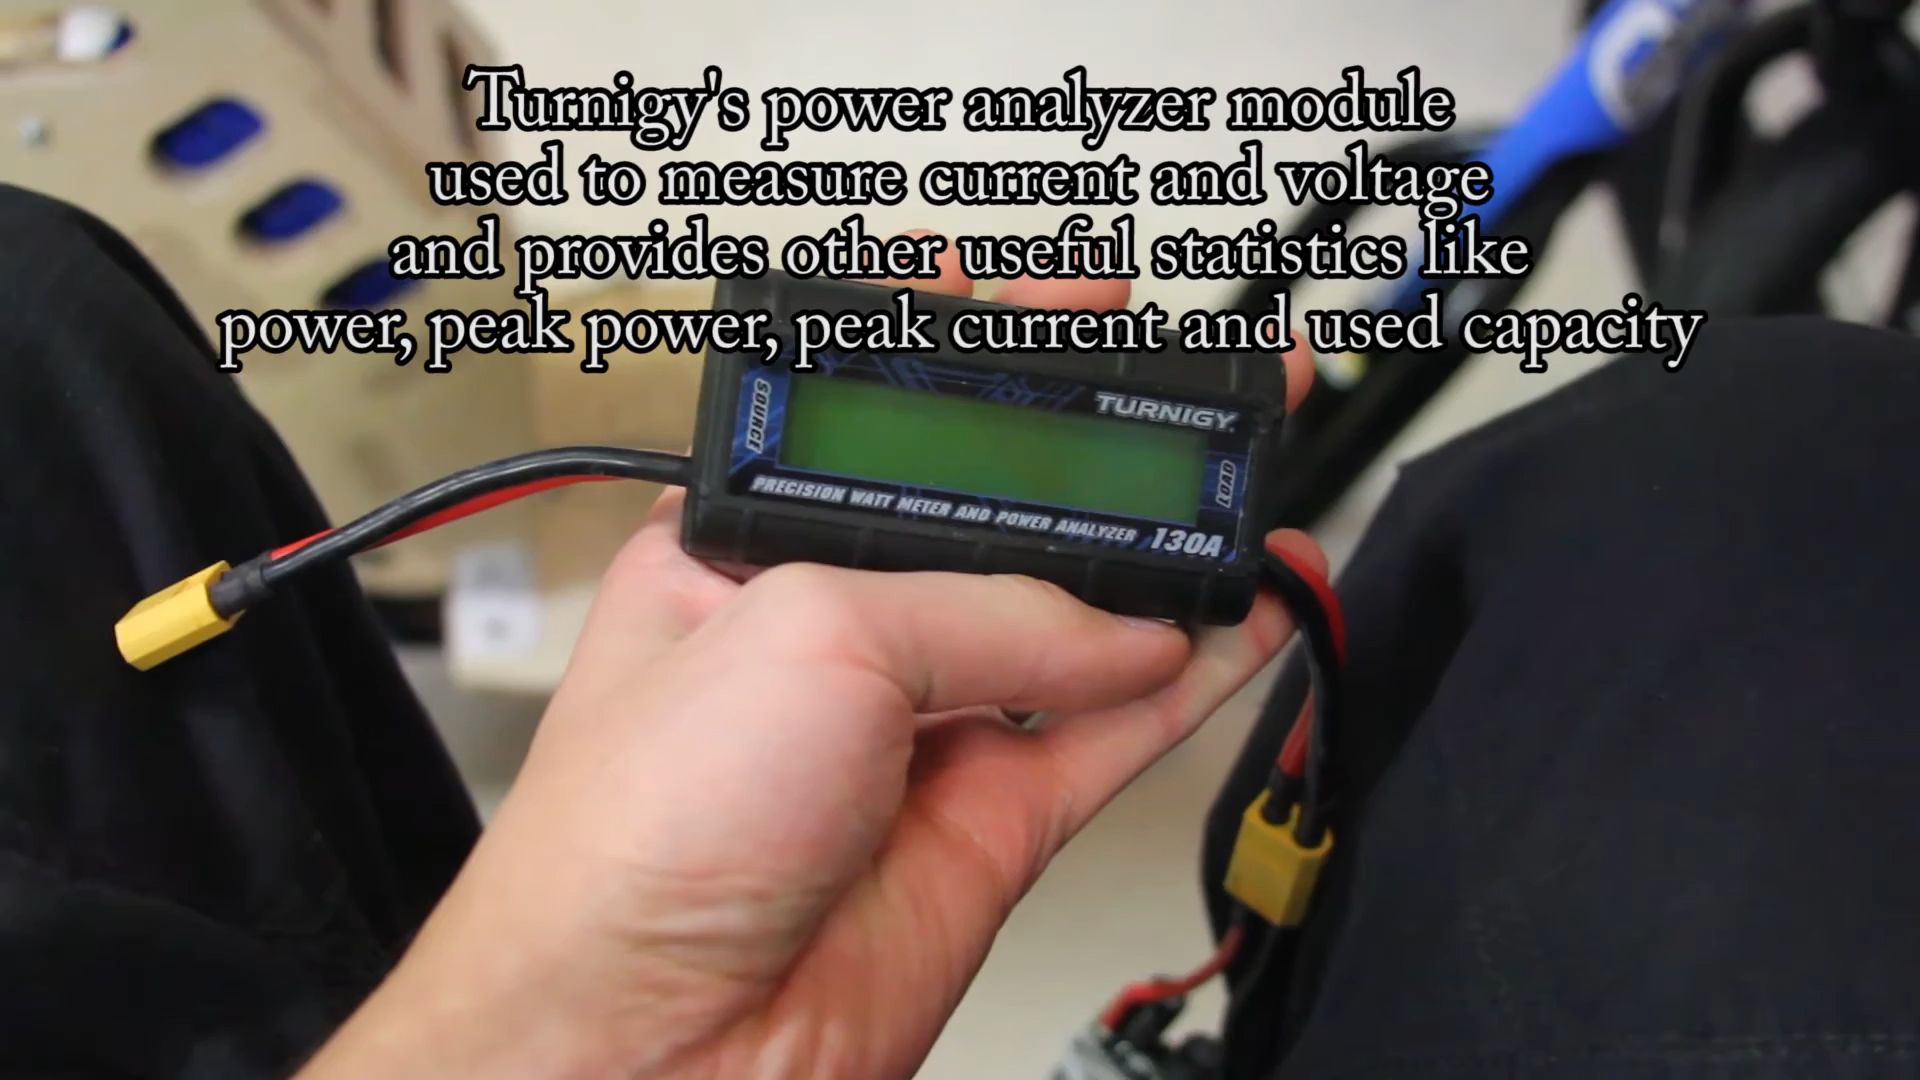 Turnigy's power analyzer module
used to measure current and voltage
and provides other useful statistics like
power, peak power, peak current and used capacity
SOURCE
TURNIGY
LOAD
PRECISION WATT METER AND POWER ANALYZER 130A